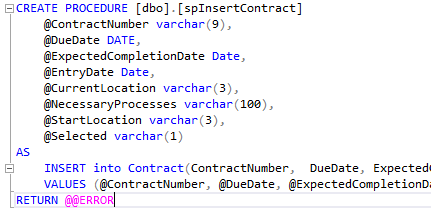 CREATE PROCEDURE [dbo].[spInsertContract]
@ContractNumber varchar(9),
@DueDate DATE,
@ExpectedCompletionDate Date,
@EntryDate Date,
@CurrentLocation varchar(3),
@NecessaryProcesses varchar(100),
@StartLocation varchar(3),
@Selected varchar(1)
AS
INSERT into Contract(ContractNumber,  DueDate, Expected
VALUES (@ContractNumber, @DueDate, @ExpectedCompletionDa
RETURN @@ERROR